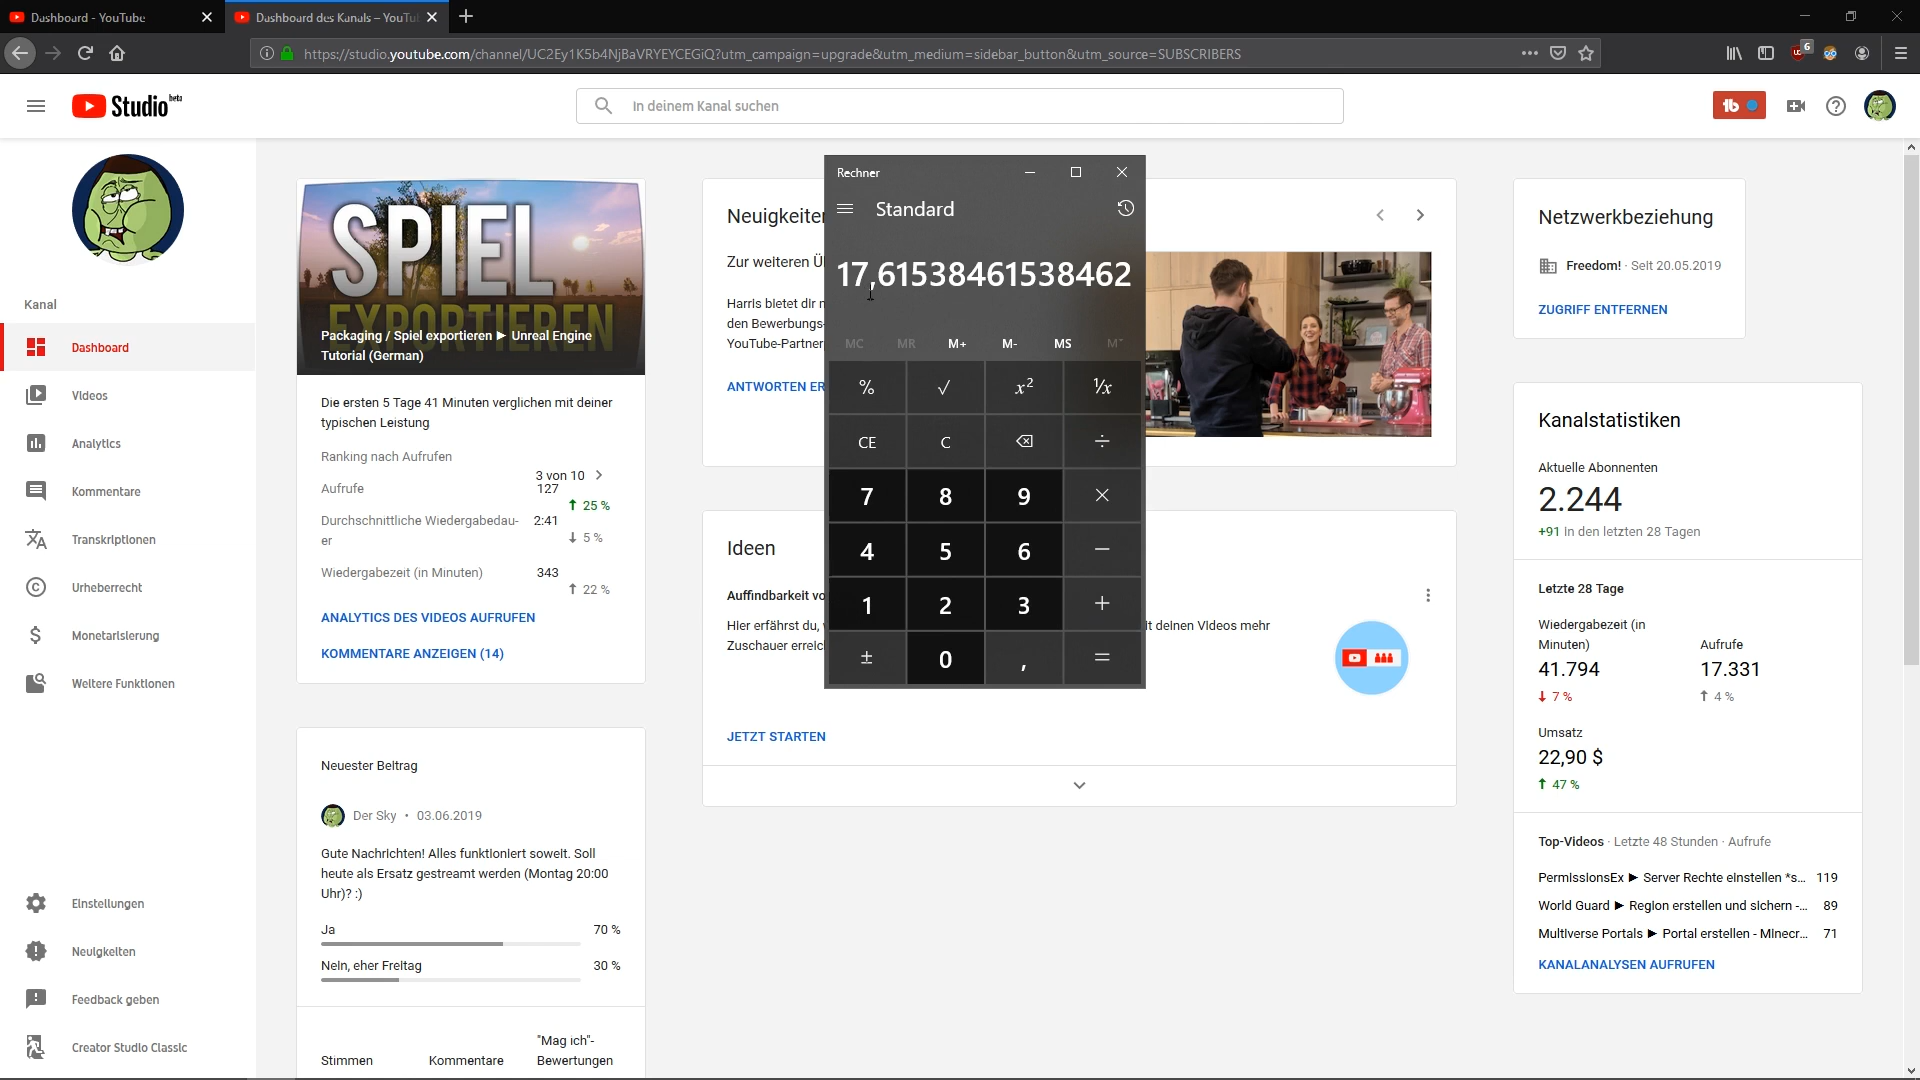 Dashboard - YouTube
Dashboard des Kanals – YouTu
https://studio.youtube.com/channel/UC2Ey1K5b4NjBaVRYEYCEGiQ?utm_campaign=upgrade&utm_medium=sidebar_button&utm_source=SUBSCRIBERS
6
Studio beta
In deinem Kanal suchen
Kanal
Dashboard
Videos
Analytics
Kommentare
Transkriptionen
Urheberrecht
Monetarisierung
Weitere Funktionen
Einstellungen
Neuigkeiten
Feedback geben
Creator Studio Classic
SPIEL
EXPORTIEREN
Packaging / Spiel exportieren ► Unreal Engine
Tutorial (German)
Die ersten 5 Tage 41 Minuten verglichen mit deiner
typischen Leistung
Ranking nach Aufrufen
3 von 10
Aufrufe
127
25 %
Durchschnittliche Wiedergabedau-
er
2:41
5 %
Wiedergabezeit (in Minuten)
343
22 %
ANALYTICS DES VIDEOS AUFRUFEN
KOMMENTARE ANZEIGEN (14)
Neuester Beitrag
Der Sky • 03.06.2019
Gute Nachrichten! Alles funktioniert soweit. Soll
heute als Ersatz gestreamt werden (Montag 20:00
Uhr)? :)
Ja
70 %
Nein, eher Freitag
30 %
Stimmen
Kommentare
"Mag ich"-
Bewertungen
Neuigkeiten
Zur weiteren Ü
Harris bietet dir
den Bewerbungs-
YouTube-Partner
ANTWORTEN ER
Ideen
Auffindbarkeit vo
Hier erfährst du,
lt deinen Videos mehr
Zuschauer erreic
JETZT STARTEN
Rechner
Standard
17,61538461538462
MC MR M+ M- MS M˅
% √ x² ¹/x
CE C ⌫ ÷
7 8 9 ×
4 5 6 −
1 2 3 +
± 0 , =
Netzwerkbeziehung
Freedom! · Seit 20.05.2019
ZUGRIFF ENTFERNEN
Kanalstatistiken
Aktuelle Abonnenten
2.244
+91 in den letzten 28 Tagen
Letzte 28 Tage
Wiedergabezeit (in
Minuten)
41.794
7 %
Aufrufe
17.331
4 %
Umsatz
22,90 $
47 %
Top-Videos · Letzte 48 Stunden · Aufrufe
PermissionsEx ► Server Rechte einstellen *s... 119
World Guard ► Region erstellen und sichern -... 89
Multiverse Portals ► Portal erstellen - Minecr... 71
KANALANALYSEN AUFRUFEN